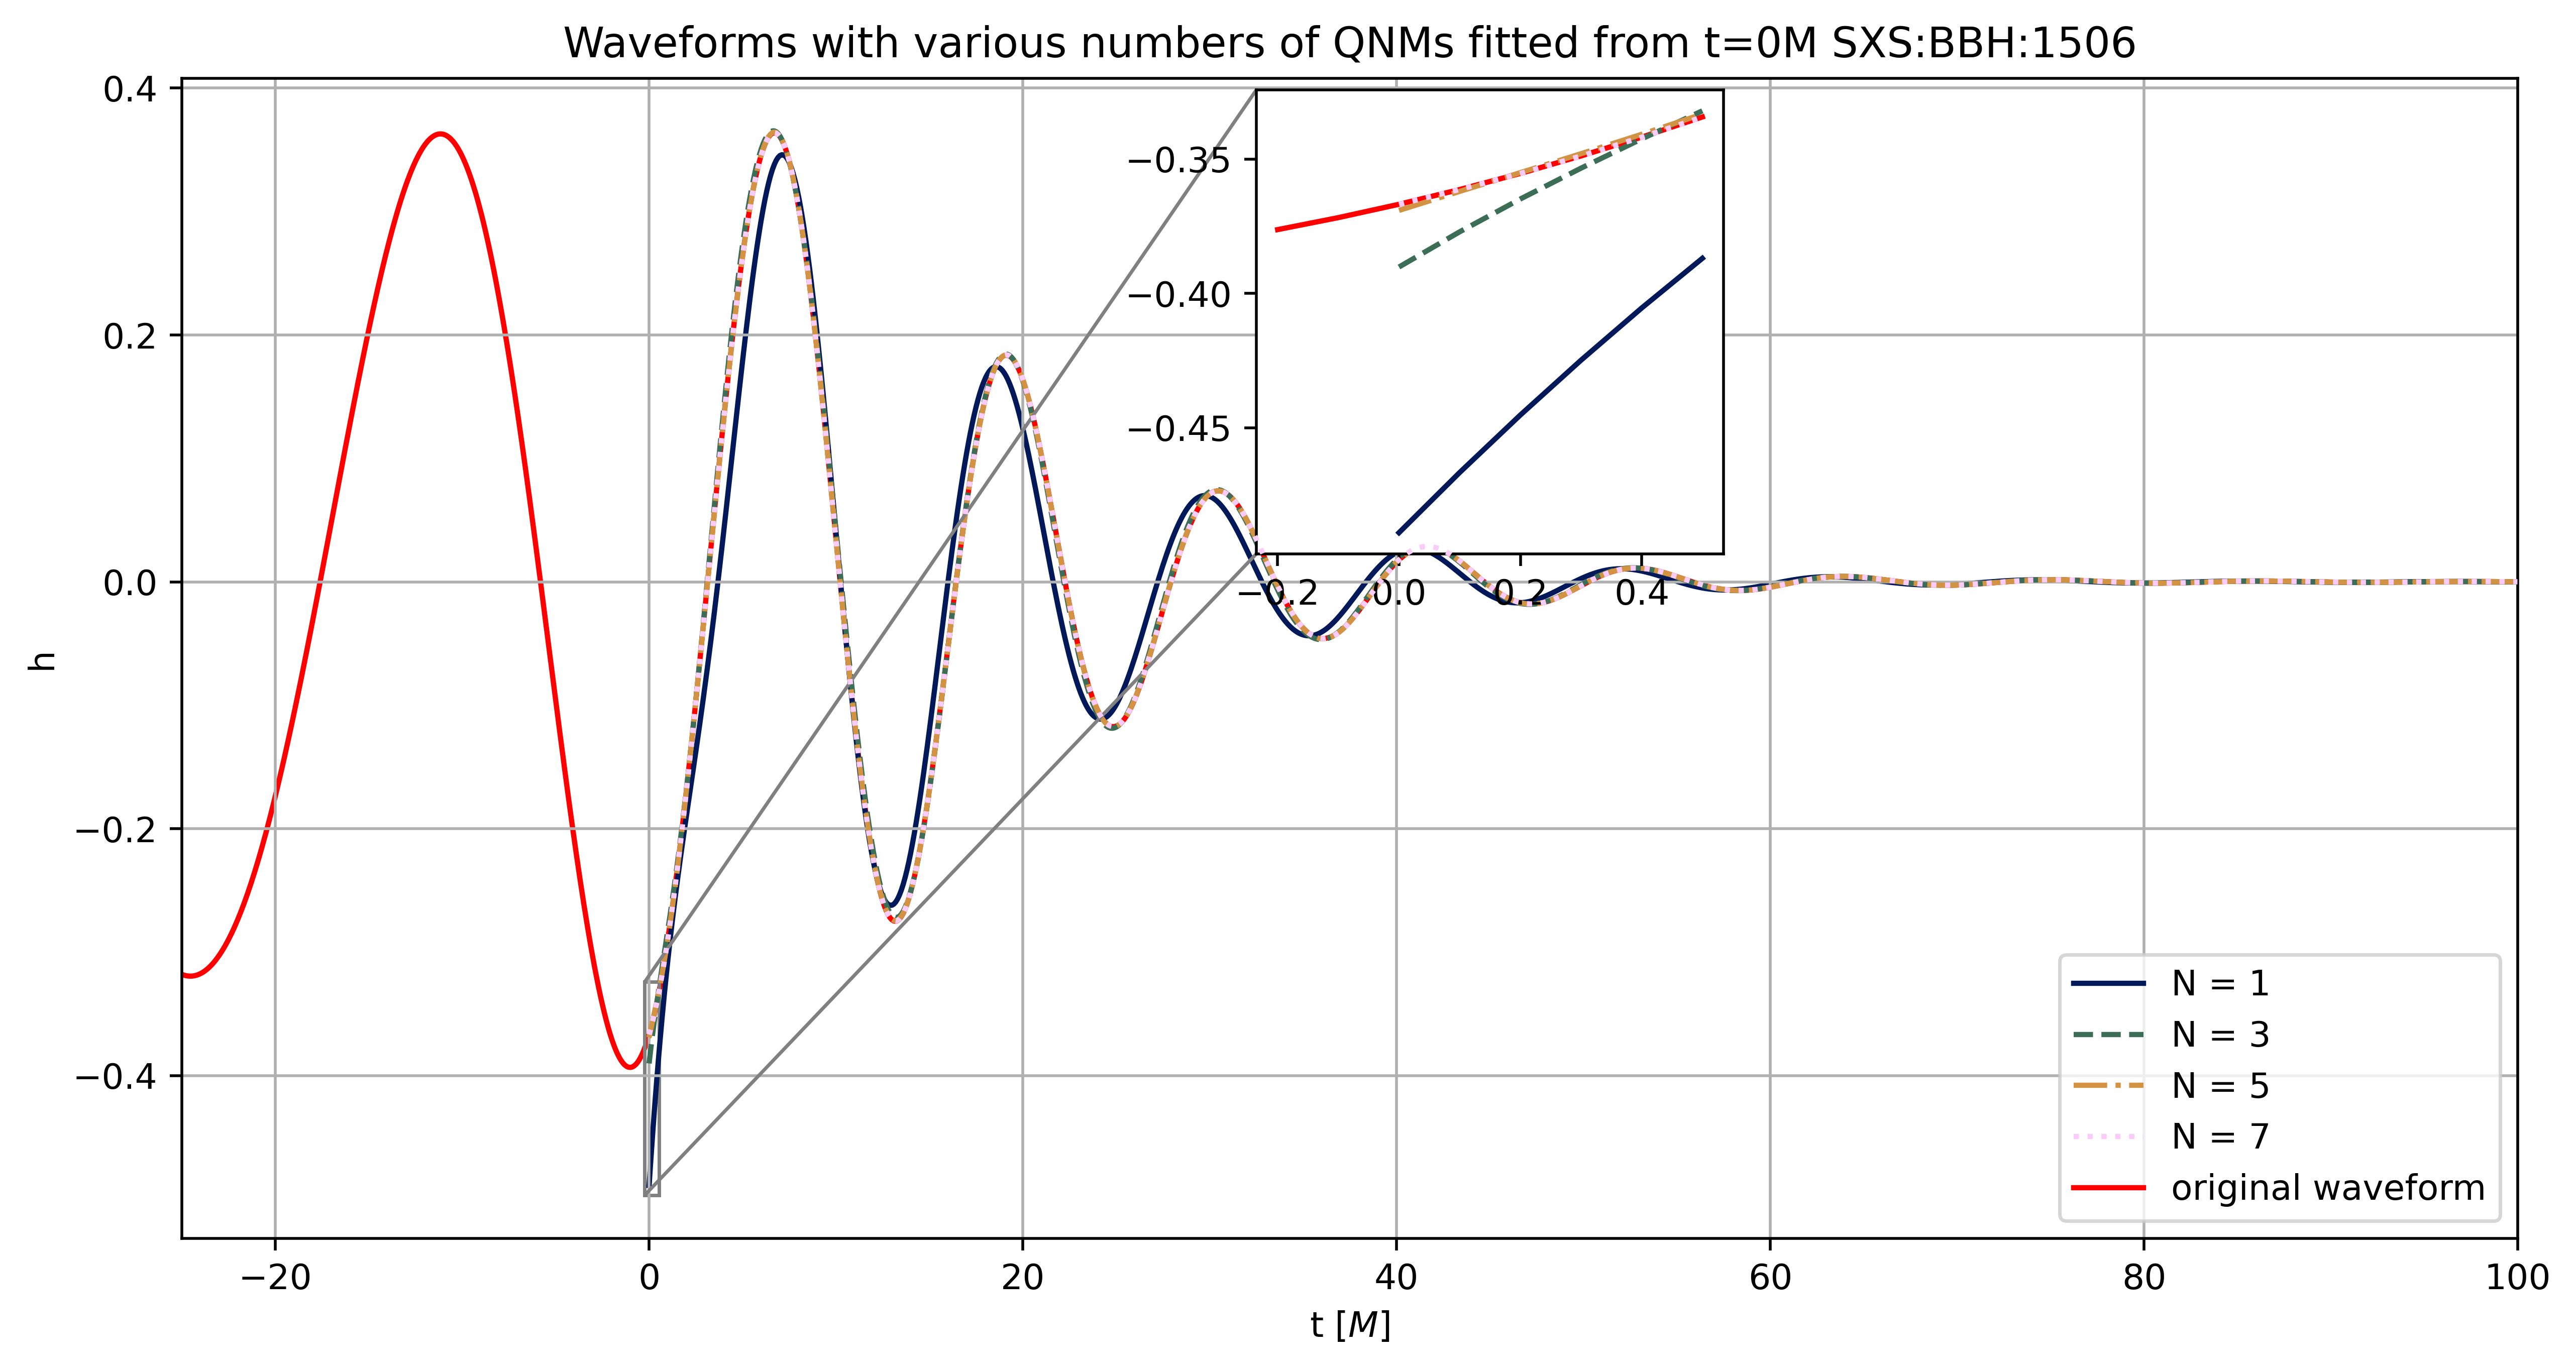 Waveforms with various numbers of QNMs fitted from t=0M SXS:BBH:1506
0.4
0.2
0.0
−0.2
−0.4
h
−0.35
−0.40
−0.45
−0.2
0.0
0.2
0.4
N = 1
N = 3
N = 5
N = 7
original waveform
−20
0
20
40
60
80
100
t [M]